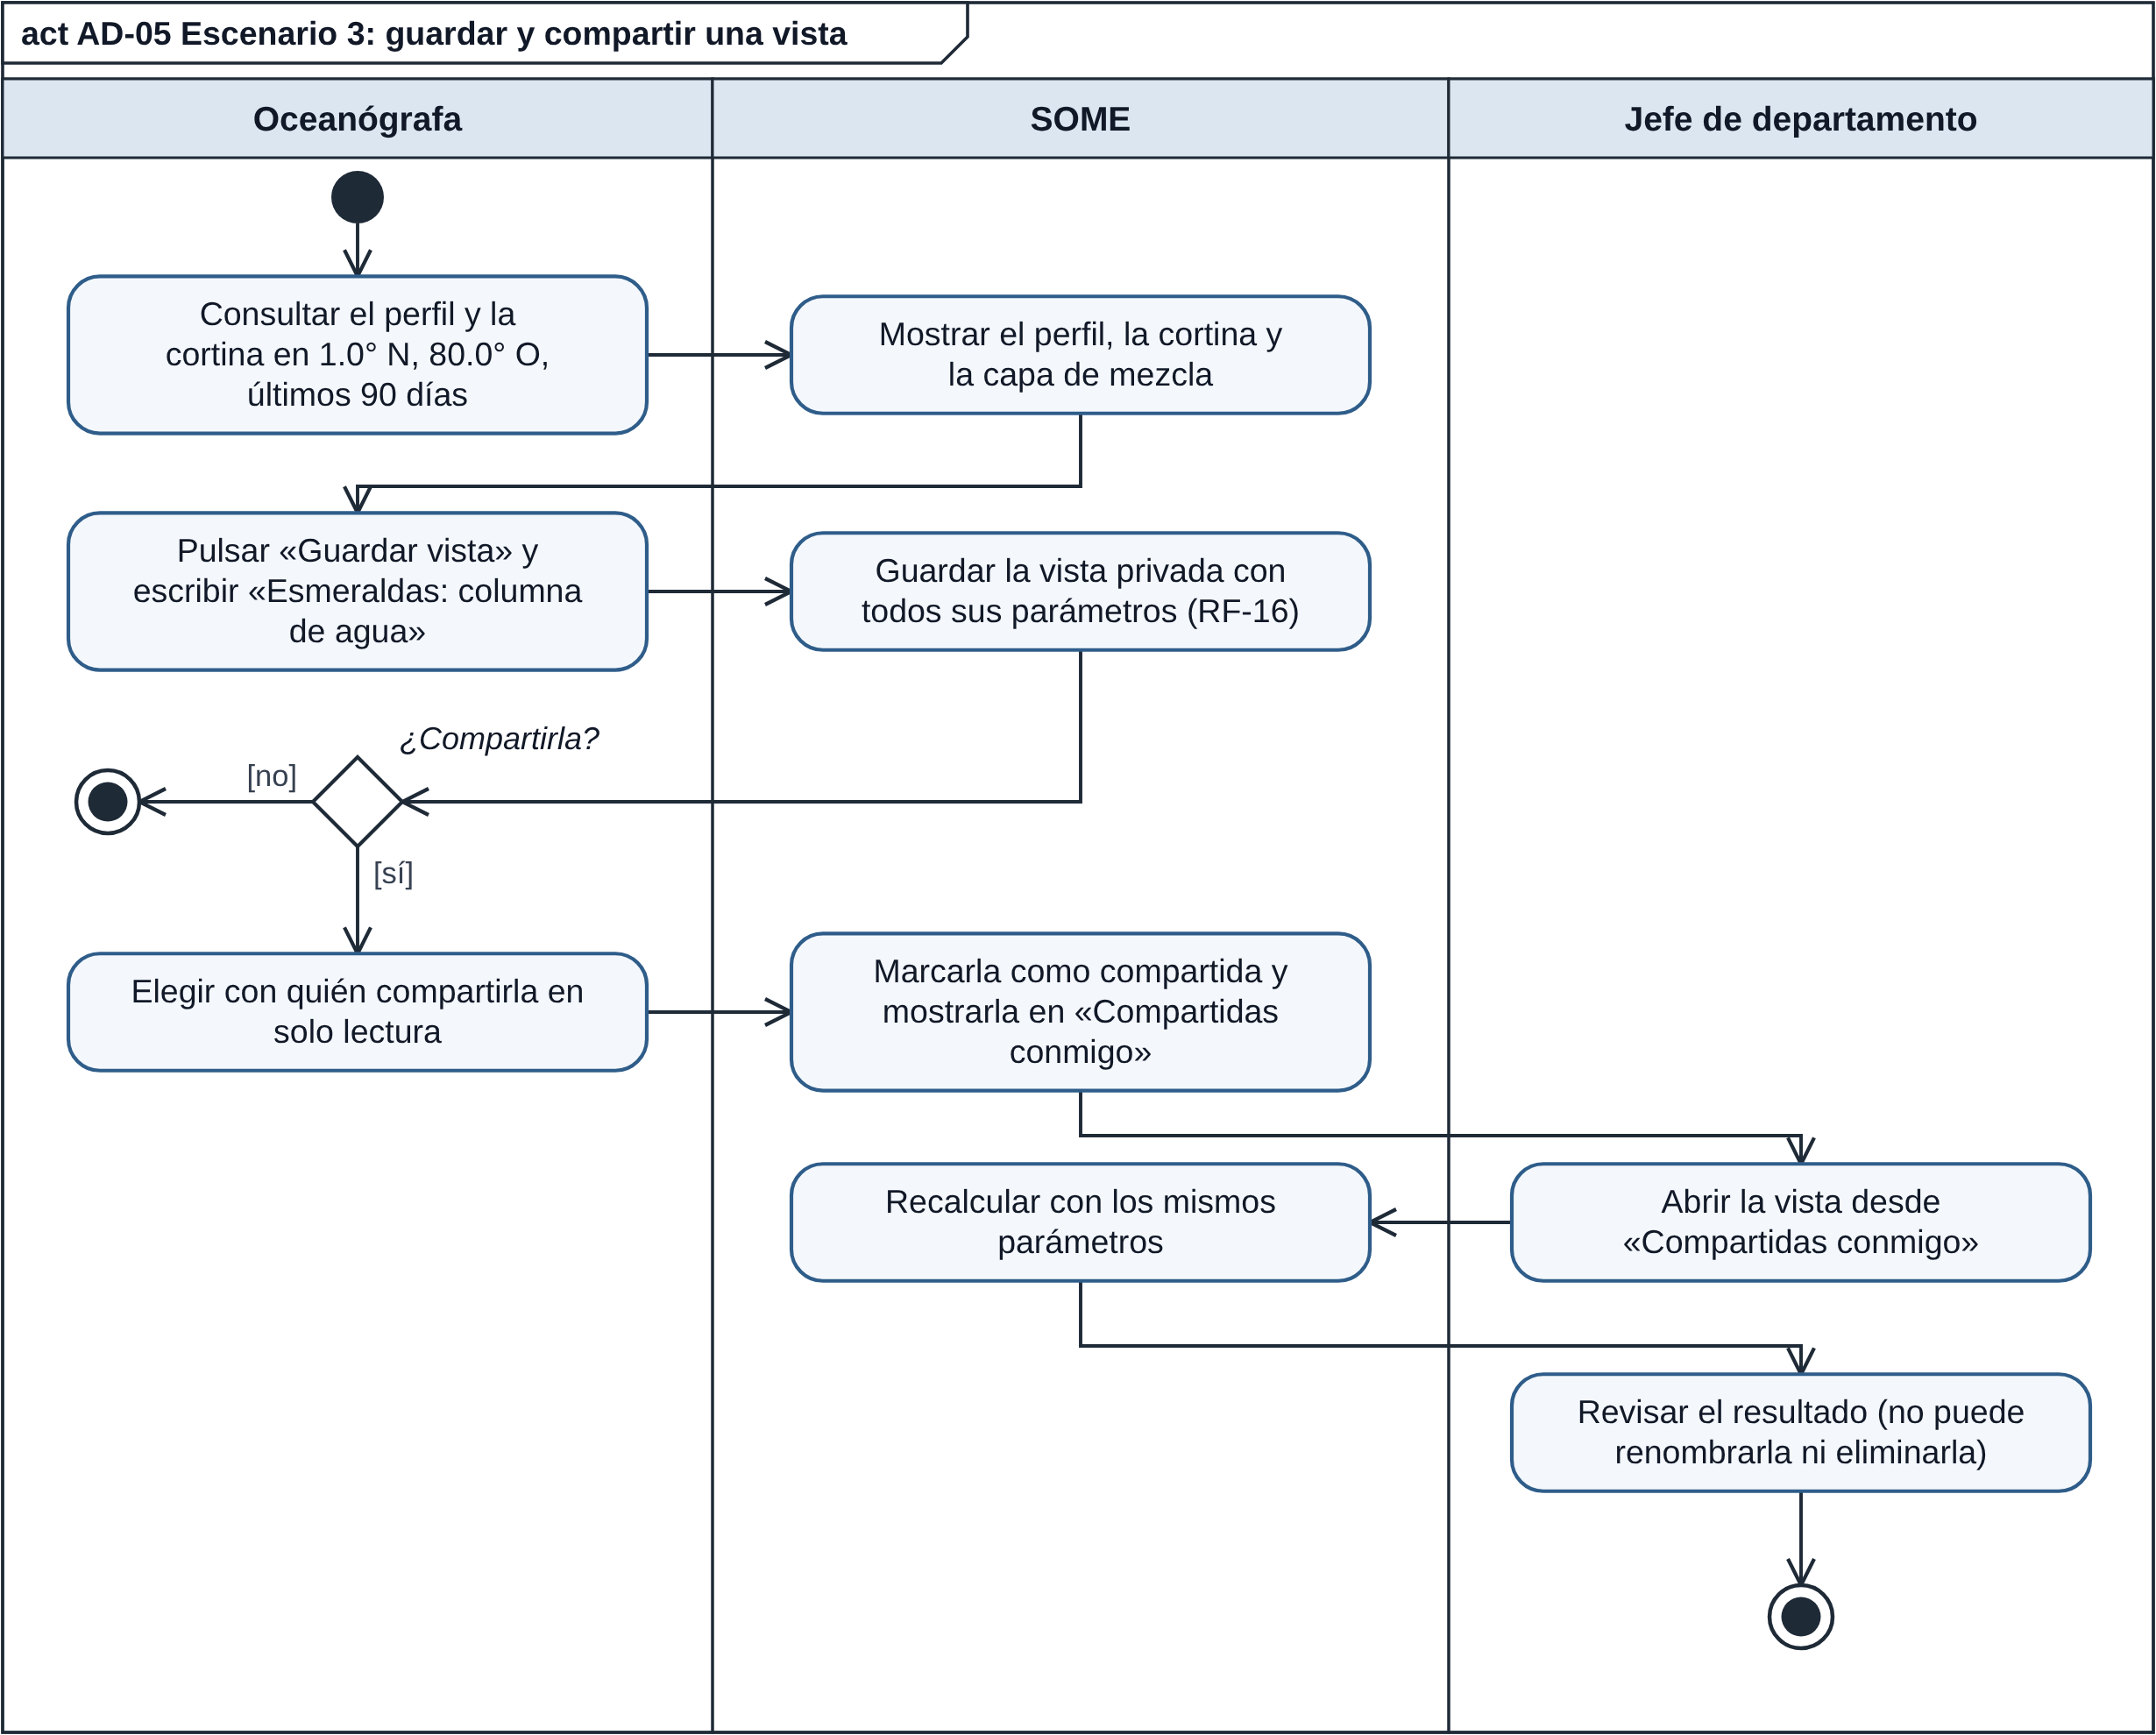 act AD-05 Escenario 3: guardar y compartir una vista
Oceanógrafa
SOME
Jefe de departamento
Consultar el perfil y la
cortina en 1.0° N, 80.0° O,
últimos 90 días
Mostrar el perfil, la cortina y
la capa de mezcla
Pulsar «Guardar vista» y
escribir «Esmeraldas: columna
de agua»
Guardar la vista privada con
todos sus parámetros (RF-16)
¿Compartirla?
[no]
[sí]
Elegir con quién compartirla en
solo lectura
Marcarla como compartida y
mostrarla en «Compartidas
conmigo»
Abrir la vista desde
«Compartidas conmigo»
Recalcular con los mismos
parámetros
Revisar el resultado (no puede
renombrarla ni eliminarla)